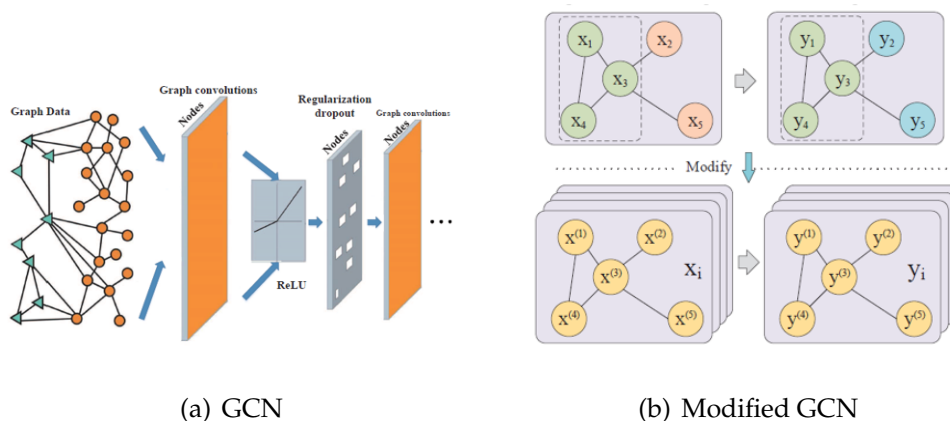 Graph Data
Graph convolutions
Nodes
ReLU
Regularization
dropout
Nodes
Graph convolutions
Nodes
...
(a) GCN
x₁
x₂
x₃
x₄
x₅
y₁
y₂
y₃
y₄
y₅
Modify
x⁽¹⁾
x⁽²⁾
x⁽³⁾
x⁽⁴⁾
x⁽⁵⁾
xᵢ
y⁽¹⁾
y⁽²⁾
y⁽³⁾
y⁽⁴⁾
y⁽⁵⁾
yᵢ
(b) Modified GCN